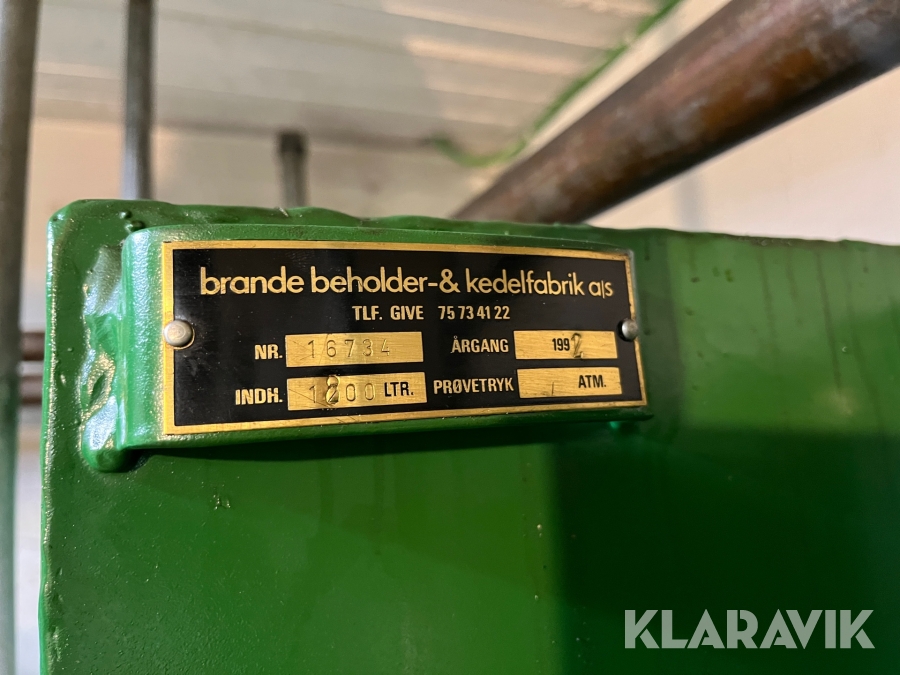 brande beholder-& kedelfabrik a/s
TLF. GIVE 75 73 41 22
NR. 16734 ÅRGANG 1992
INDH. 1200 LTR. PRØVETRYK / ATM.
KLARAVIK